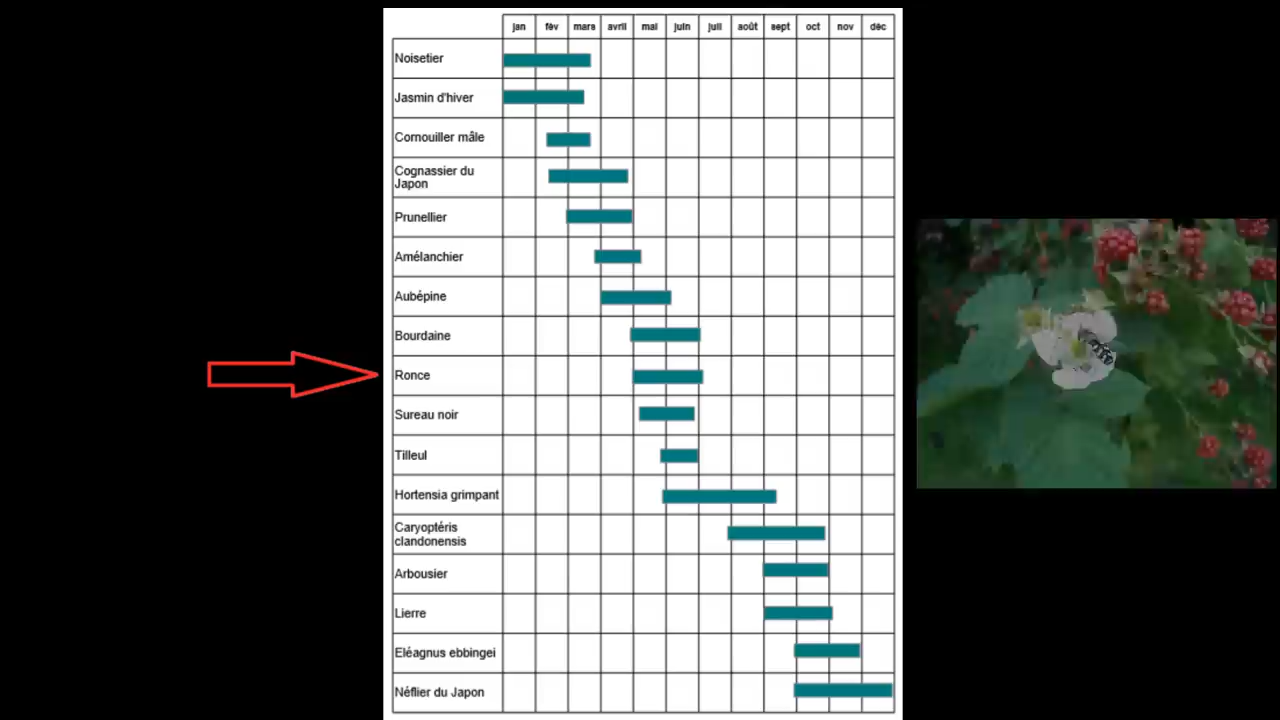 jan fév mars avril mai juin juil août sept oct nov déc
Noisetier
Jasmin d'hiver
Cornouiller mâle
Cognassier du
Japon
Prunellier
Amélanchier
Aubépine
Bourdaine
Ronce
Sureau noir
Tilleul
Hortensia grimpant
Caryoptéris
clandonensis
Arbousier
Lierre
Eléagnus ebbingei
Néflier du Japon